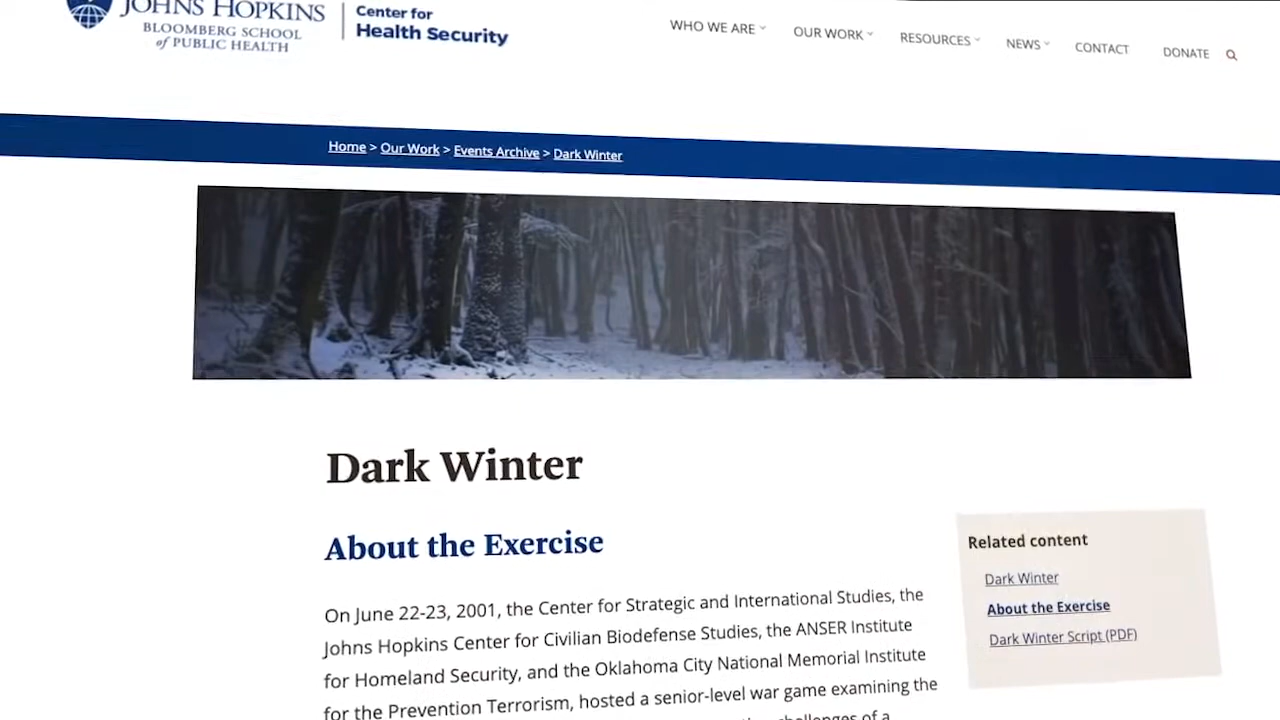 JOHNS HOPKINS
BLOOMBERG SCHOOL
of PUBLIC HEALTH
Center for
Health Security
WHO WE ARE
OUR WORK
RESOURCES
NEWS
CONTACT
DONATE
Home > Our Work > Events Archive > Dark Winter
Dark Winter
About the Exercise
On June 22-23, 2001, the Center for Strategic and International Studies, the
Johns Hopkins Center for Civilian Biodefense Studies, the ANSER Institute
for Homeland Security, and the Oklahoma City National Memorial Institute
for the Prevention Terrorism, hosted a senior-level war game examining the
challenges of a
Related content
Dark Winter
About the Exercise
Dark Winter Script (PDF)